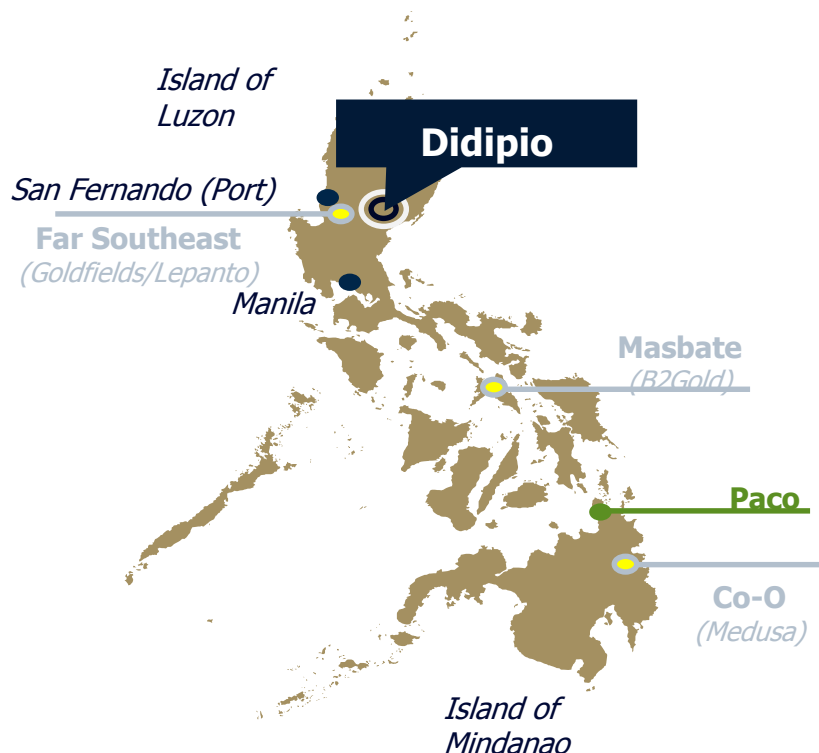 Island of
Luzon
Didipio
San Fernando (Port)
Far Southeast
(Goldfields/Lepanto)
Manila
Masbate
(B2Gold)
Paco
Co-O
(Medusa)
Island of
Mindanao